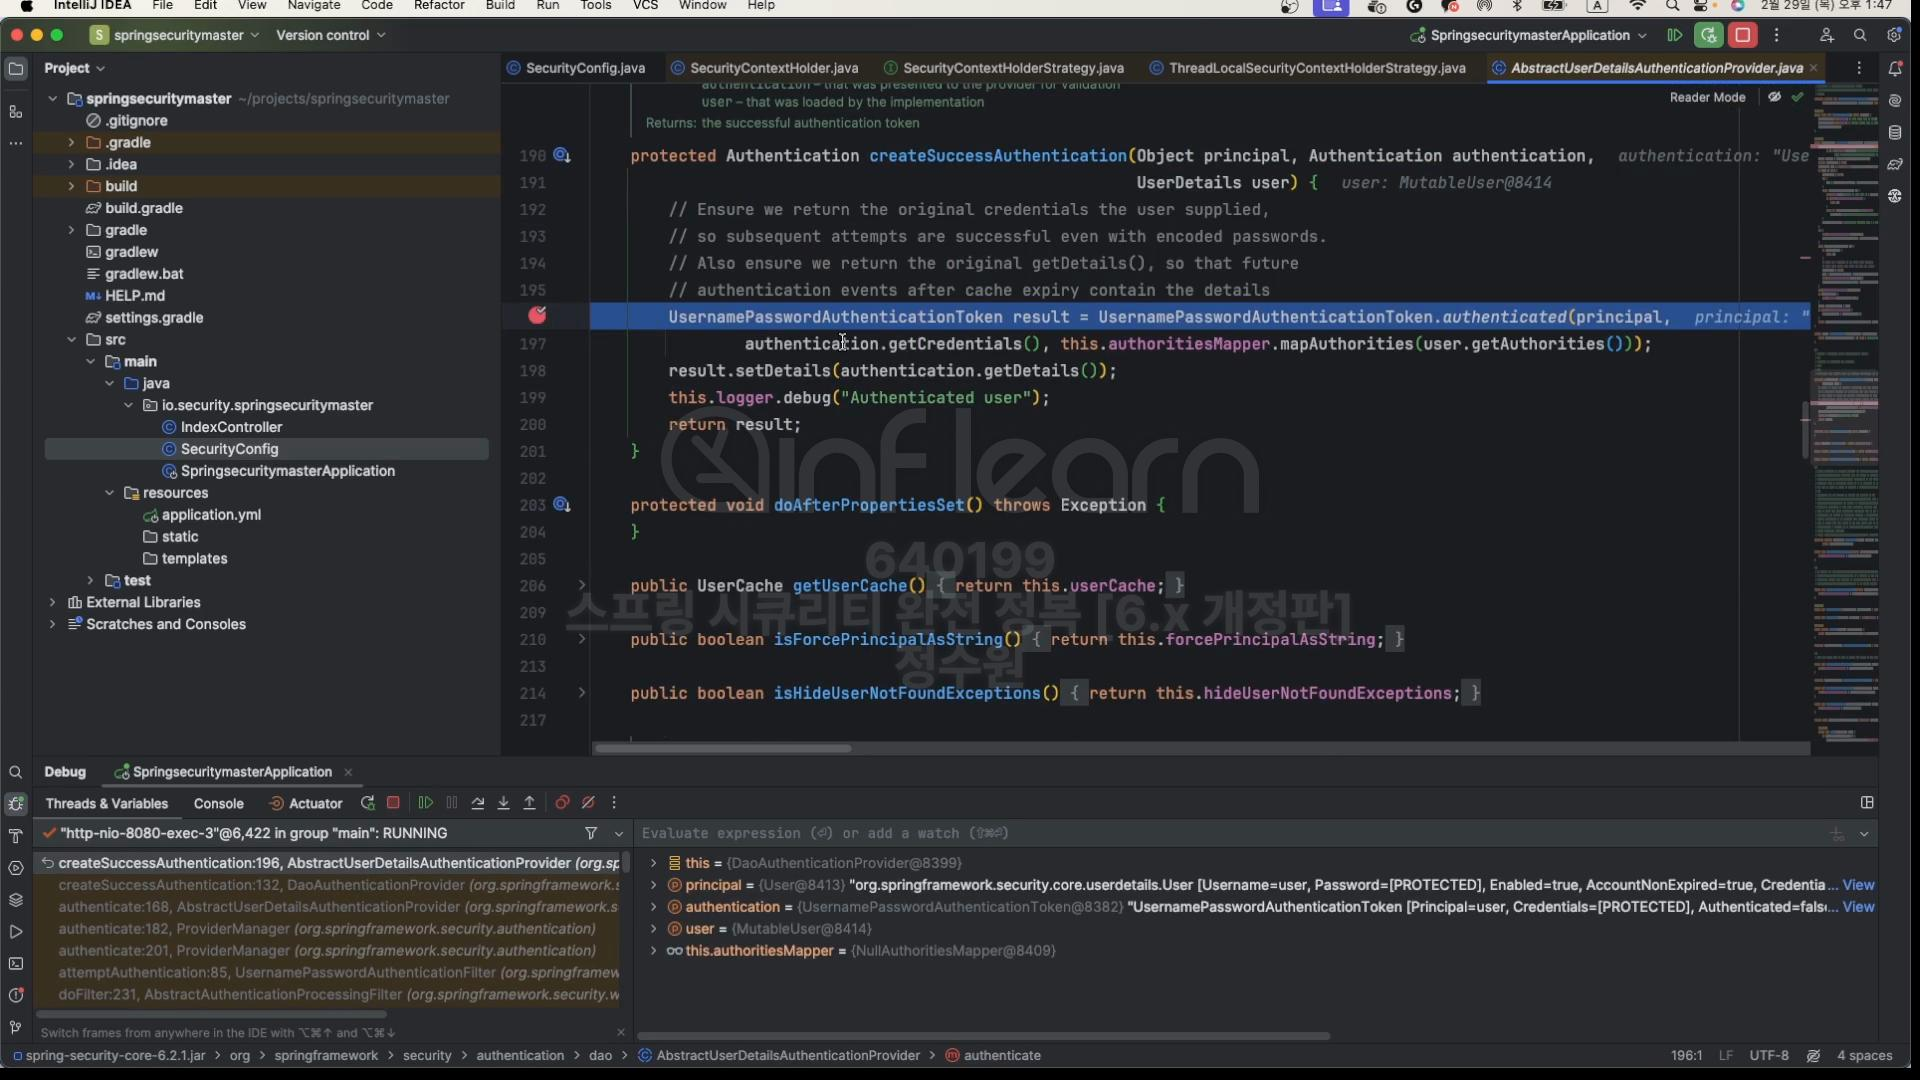 IntelliJ IDEA File Edit View Navigate Code Refactor Build Run Tools VCS Window Help A 2월 29일 (목) 오후 1:47
S springsecuritymaster Version control SpringsecuritymasterApplication
Project
SecurityConfig.java SecurityContextHolder.java SecurityContextHolderStrategy.java ThreadLocalSecurityContextHolderStrategy.java AbstractUserDetailsAuthenticationProvider.java
Reader Mode
springsecuritymaster ~/projects/springsecuritymaster
.gitignore
.gradle
.idea
build
build.gradle
gradle
gradlew
gradlew.bat
M↓ HELP.md
settings.gradle
src
main
java
io.security.springsecuritymaster
IndexController
SecurityConfig
SpringsecuritymasterApplication
resources
application.yml
static
templates
test
External Libraries
Scratches and Consoles
authentication – that was presented to the provider for validation
user – that was loaded by the implementation
Returns: the successful authentication token
190 protected Authentication createSuccessAuthentication(Object principal, Authentication authentication, authentication: "Use
191 UserDetails user) { user: MutableUser@8414
192 // Ensure we return the original credentials the user supplied,
193 // so subsequent attempts are successful even with encoded passwords.
194 // Also ensure we return the original getDetails(), so that future
195 // authentication events after cache expiry contain the details
UsernamePasswordAuthenticationToken result = UsernamePasswordAuthenticationToken.authenticated(principal, principal: "
197 authentication.getCredentials(), this.authoritiesMapper.mapAuthorities(user.getAuthorities()));
198 result.setDetails(authentication.getDetails());
199 this.logger.debug("Authenticated user");
200 return result;
201 }
202
203 protected void doAfterPropertiesSet() throws Exception {
204 }
205
206 public UserCache getUserCache() { return this.userCache; }
209
210 public boolean isForcePrincipalAsString() { return this.forcePrincipalAsString; }
213
214 public boolean isHideUserNotFoundExceptions() { return this.hideUserNotFoundExceptions; }
217
inflearn
640199
스프링 시큐리티 완전 정복 [6.x 개정판]
정수원
Debug SpringsecuritymasterApplication
Threads & Variables Console Actuator
"http-nio-8080-exec-3"@6,422 in group "main": RUNNING
Evaluate expression (⏎) or add a watch (⇧⌘⏎)
createSuccessAuthentication:196, AbstractUserDetailsAuthenticationProvider (org.sp
createSuccessAuthentication:132, DaoAuthenticationProvider (org.springframework.s
authenticate:168, AbstractUserDetailsAuthenticationProvider (org.springframework.s
authenticate:182, ProviderManager (org.springframework.security.authentication)
authenticate:201, ProviderManager (org.springframework.security.authentication)
attemptAuthentication:85, UsernamePasswordAuthenticationFilter (org.springframew
doFilter:231, AbstractAuthenticationProcessingFilter (org.springframework.security.w
this = {DaoAuthenticationProvider@8399}
principal = {User@8413} "org.springframework.security.core.userdetails.User [Username=user, Password=[PROTECTED], Enabled=true, AccountNonExpired=true, Credentia... View
authentication = {UsernamePasswordAuthenticationToken@8382} "UsernamePasswordAuthenticationToken [Principal=user, Credentials=[PROTECTED], Authenticated=fals... View
user = {MutableUser@8414}
this.authoritiesMapper = {NullAuthoritiesMapper@8409}
Switch frames from anywhere in the IDE with ⌥⌘↑ and ⌥⌘↓
spring-security-core-6.2.1.jar > org > springframework > security > authentication > dao > AbstractUserDetailsAuthenticationProvider > authenticate 196:1 LF UTF-8 4 spaces